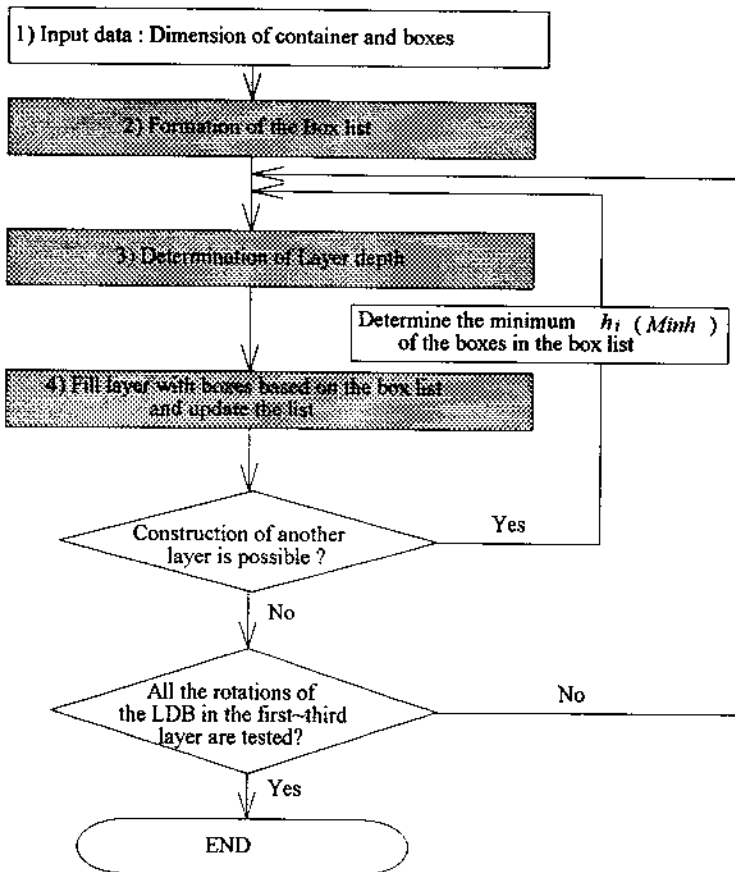 1) Input data : Dimension of container and boxes
2) Formation of the Box list
3) Determination of Layer depth
Determine the minimum h_i (Minh)
of the boxes in the box list
4) Fill layer with boxes based on the box list
and update the list
Construction of another
layer is possible ?
Yes
No
All the rotations of
the LDB in the first~third
layer are tested?
No
Yes
END